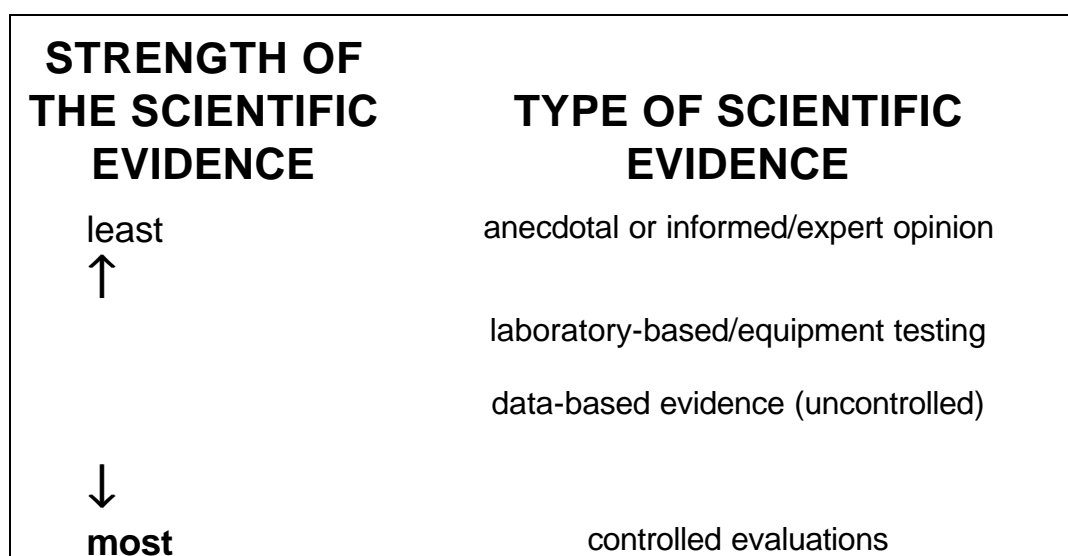 STRENGTH OF
THE SCIENTIFIC
EVIDENCE
TYPE OF SCIENTIFIC
EVIDENCE
least
anecdotal or informed/expert opinion
↑
laboratory-based/equipment testing
data-based evidence (uncontrolled)
↓
most
controlled evaluations